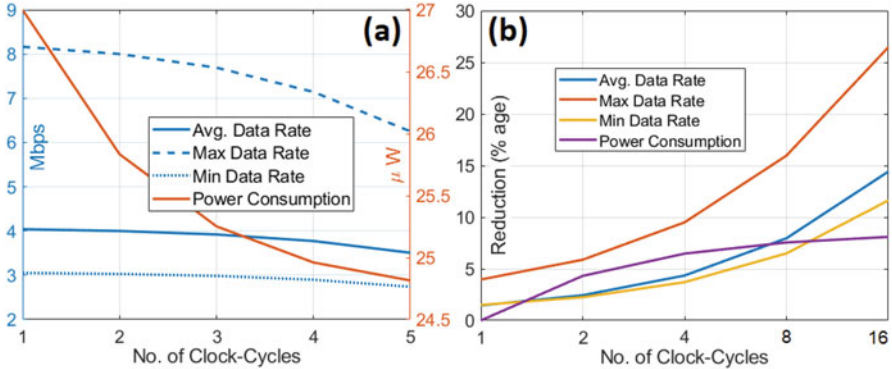 (a)
9
8
7
6
5
4
3
2
Mbps
Avg. Data Rate
Max Data Rate
Min Data Rate
Power Consumption
27
26.5
26
25.5
25
24.5
μ W
1 2 3 4 5
No. of Clock-Cycles
(b)
30
25
20
15
10
5
0
Reduction (% age)
Avg. Data Rate
Max Data Rate
Min Data Rate
Power Consumption
1 2 4 8 16
No. of Clock-Cycles